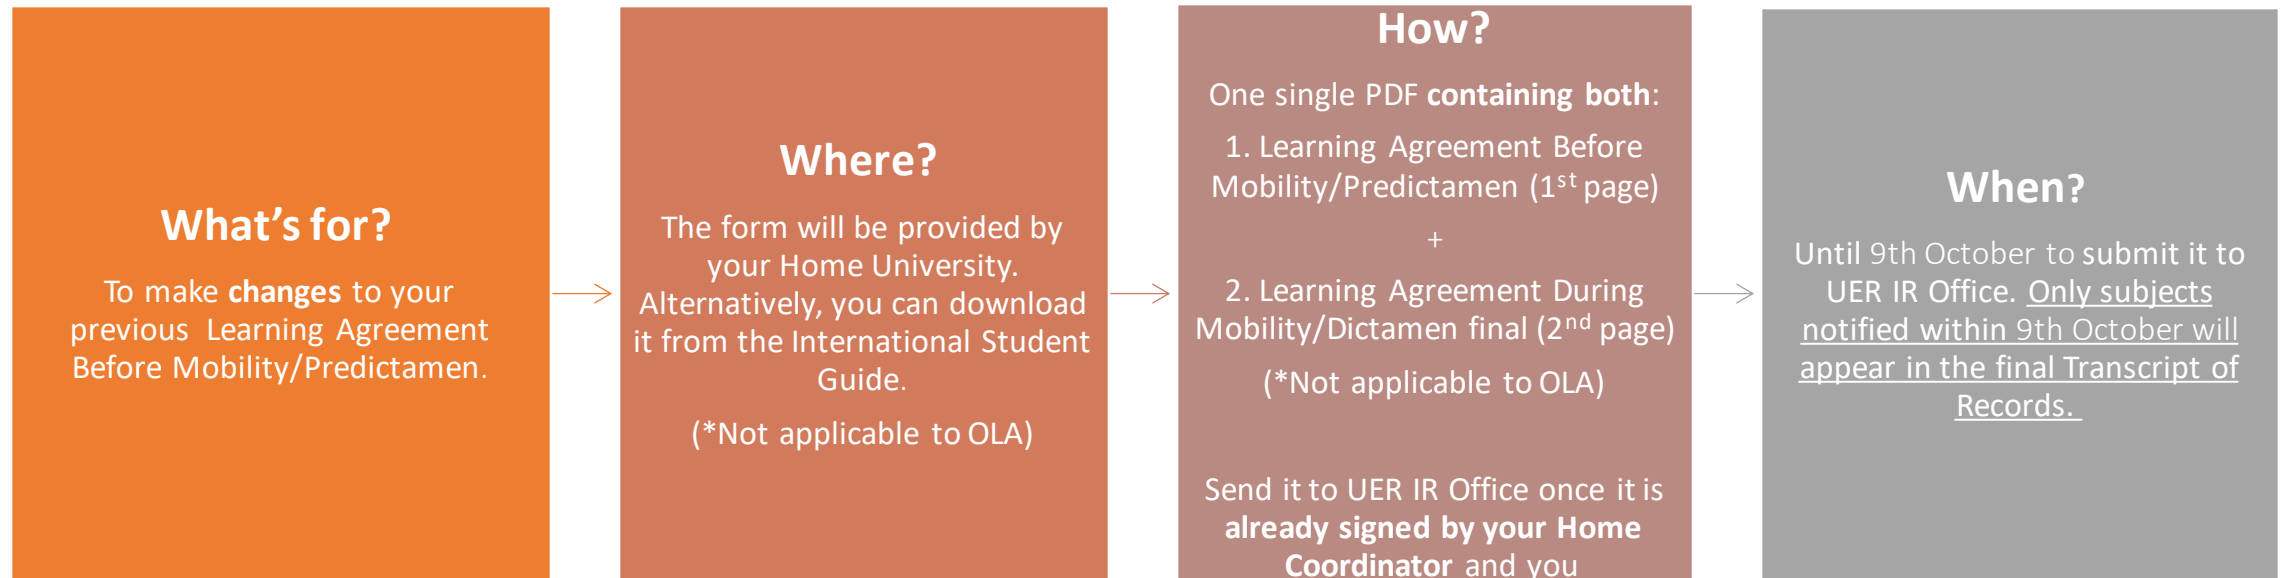 What's for?
To make changes to your
previous Learning Agreement
Before Mobility/Predictamen.
Where?
The form will be provided by
your Home University.
Alternatively, you can download
it from the International Student
Guide.
(*Not applicable to OLA)
How?
One single PDF containing both:
1. Learning Agreement Before
Mobility/Predictamen (1st page)
+
2. Learning Agreement During
Mobility/Dictamen final (2nd page)
(*Not applicable to OLA)
Send it to UER IR Office once it is
already signed by your Home
Coordinator and you
When?
Until 9th October to submit it to
UER IR Office. Only subjects
notified within 9th October will
appear in the final Transcript of
Records.